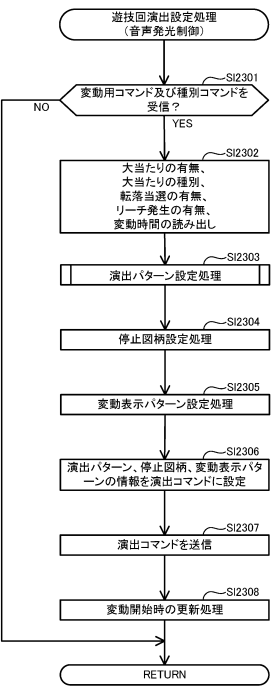 遊技回演出設定処理
（音声発光制御）
SI2301
変動用コマンド及び種別コマンドを
受信？
NO
YES
SI2302
大当たりの有無、
大当たりの種別、
転落当選の有無、
リーチ発生の有無、
変動時間の読み出し
SI2303
演出パターン設定処理
SI2304
停止図柄設定処理
SI2305
変動表示パターン設定処理
SI2306
演出パターン、停止図柄、変動表示パタ
ーンの情報を演出コマンドに設定
SI2307
演出コマンドを送信
SI2308
変動開始時の更新処理
RETURN